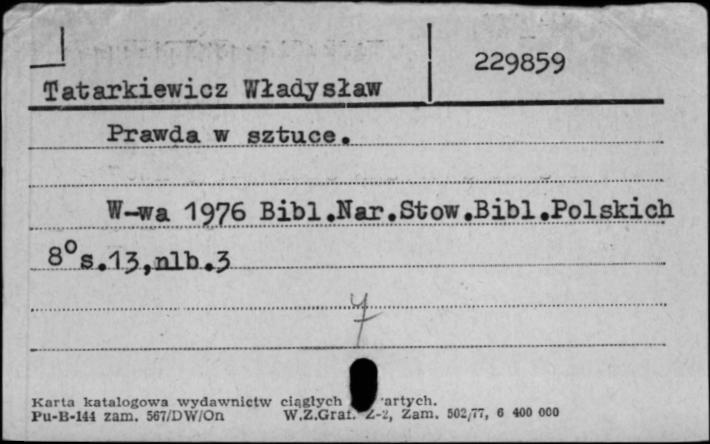 229859
Tatarkiewicz Władysław
Prawda w sztuce.
W-wa 1976 Bibl.Nar.Stow.Bibl.Polskich
8° s.13,nlb.3
Karta katalogowa wydawnictw ciągłych
Pu-B-144 zam. 567/DW/On W.Z.Graf. Z-2, Zam. 502/77, 6 400 000